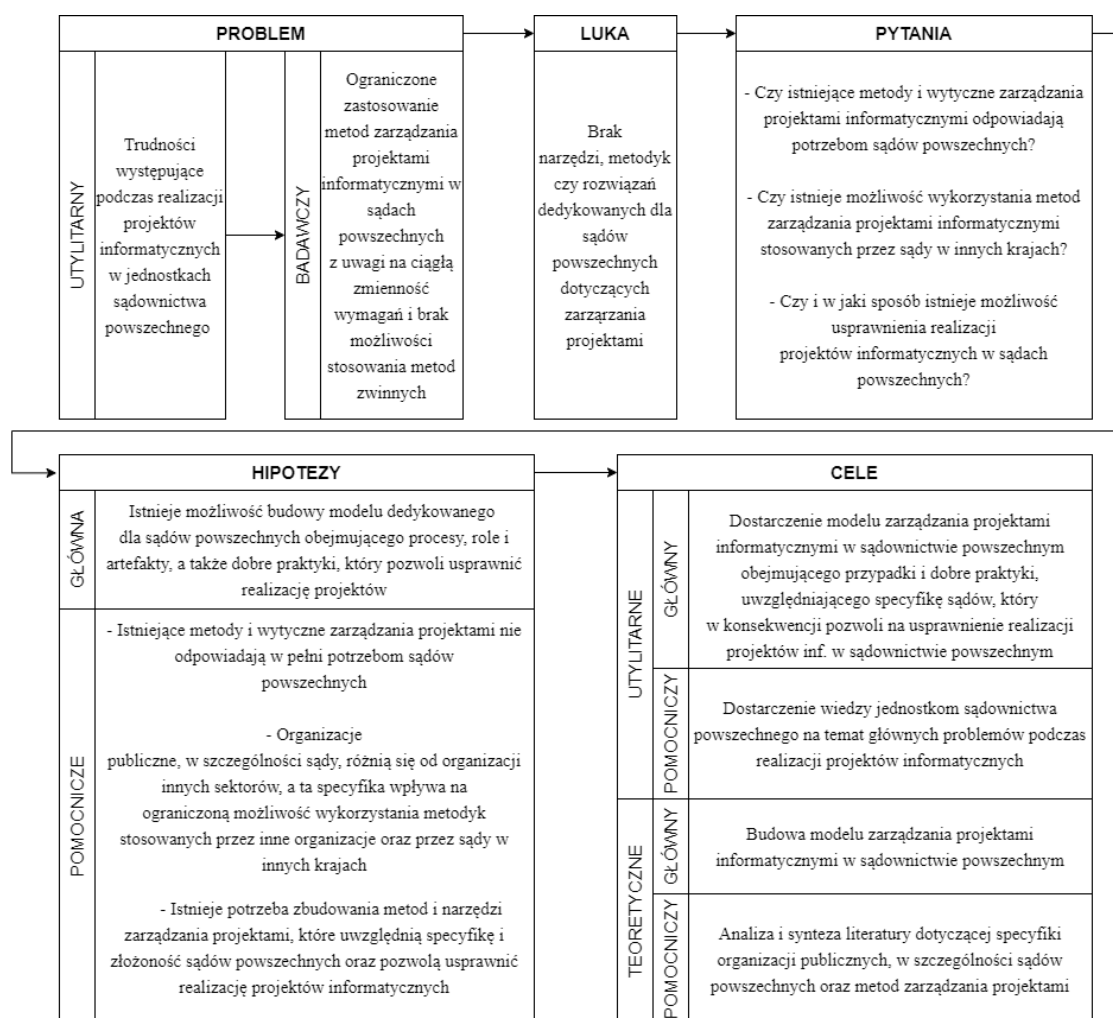 PROBLEM
UTYLITARNY
Trudności
występujące
podczas realizacji
projektów
informatycznych
w jednostkach
sądownictwa
powszechnego
BADAWCZY
Ograniczone
zastosowanie
metod zarządzania
projektami
informatycznymi w
sądach
powszechnych
z uwagi na ciągłą
zmienność
wymagań i brak
możliwości
stosowania metod
zwinnych
LUKA
Brak
narzędzi, metodyk
czy rozwiązań
dedykowanych dla
sądów
powszechnych
dotyczących
zarząrzania
projektami
PYTANIA
- Czy istniejące metody i wytyczne zarządzania
projektami informatycznymi odpowiadają
potrzebom sądów powszechnych?
- Czy istnieje możliwość wykorzystania metod
zarządzania projektami informatycznymi
stosowanych przez sądy w innych krajach?
- Czy i w jaki sposób istnieje możliwość
usprawnienia realizacji
projektów informatycznych w sądach
powszechnych?
HIPOTEZY
GŁÓWNA
Istnieje możliwość budowy modelu dedykowanego
dla sądów powszechnych obejmującego procesy, role i
artefakty, a także dobre praktyki, który pozwoli usprawnić
realizację projektów
POMOCNICZE
- Istniejące metody i wytyczne zarządzania projektami nie
odpowiadają w pełni potrzebom sądów
powszechnych
- Organizacje
publiczne, w szczególności sądy, różnią się od organizacji
innych sektorów, a ta specyfika wpływa na
ograniczoną możliwość wykorzystania metodyk
stosowanych przez inne organizacje oraz przez sądy w
innych krajach
- Istnieje potrzeba zbudowania metod i narzędzi
zarządzania projektami, które uwzględnią specyfikę i
złożoność sądów powszechnych oraz pozwolą usprawnić
realizację projektów informatycznych
CELE
UTYLITARNE
GŁÓWNY
Dostarczenie modelu zarządzania projektami
informatycznymi w sądownictwie powszechnym
obejmującego przypadki i dobre praktyki,
uwzględniającego specyfikę sądów, który
w konsekwencji pozwoli na usprawnienie realizacji
projektów inf. w sądownictwie powszechnym
POMOCNICZY
Dostarczenie wiedzy jednostkom sądownictwa
powszechnego na temat głównych problemów podczas
realizacji projektów informatycznych
TEORETYCZNE
GŁÓWNY
Budowa modelu zarządzania projektami
informatycznymi w sądownictwie powszechnym
POMOCNICZY
Analiza i synteza literatury dotyczącej specyfiki
organizacji publicznych, w szczególności sądów
powszechnych oraz metod zarządzania projektami